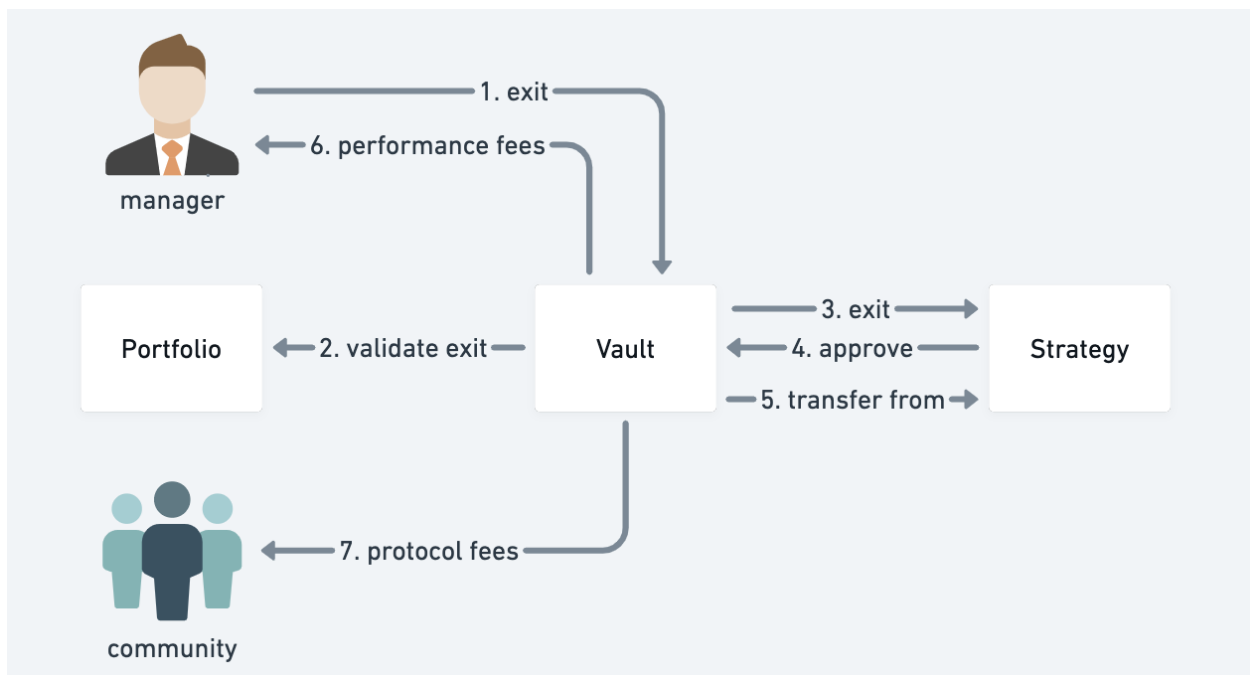 1. exit
6. performance fees
manager
Portfolio
2. validate exit
Vault
3. exit
4. approve
5. transfer from
Strategy
7. protocol fees
community